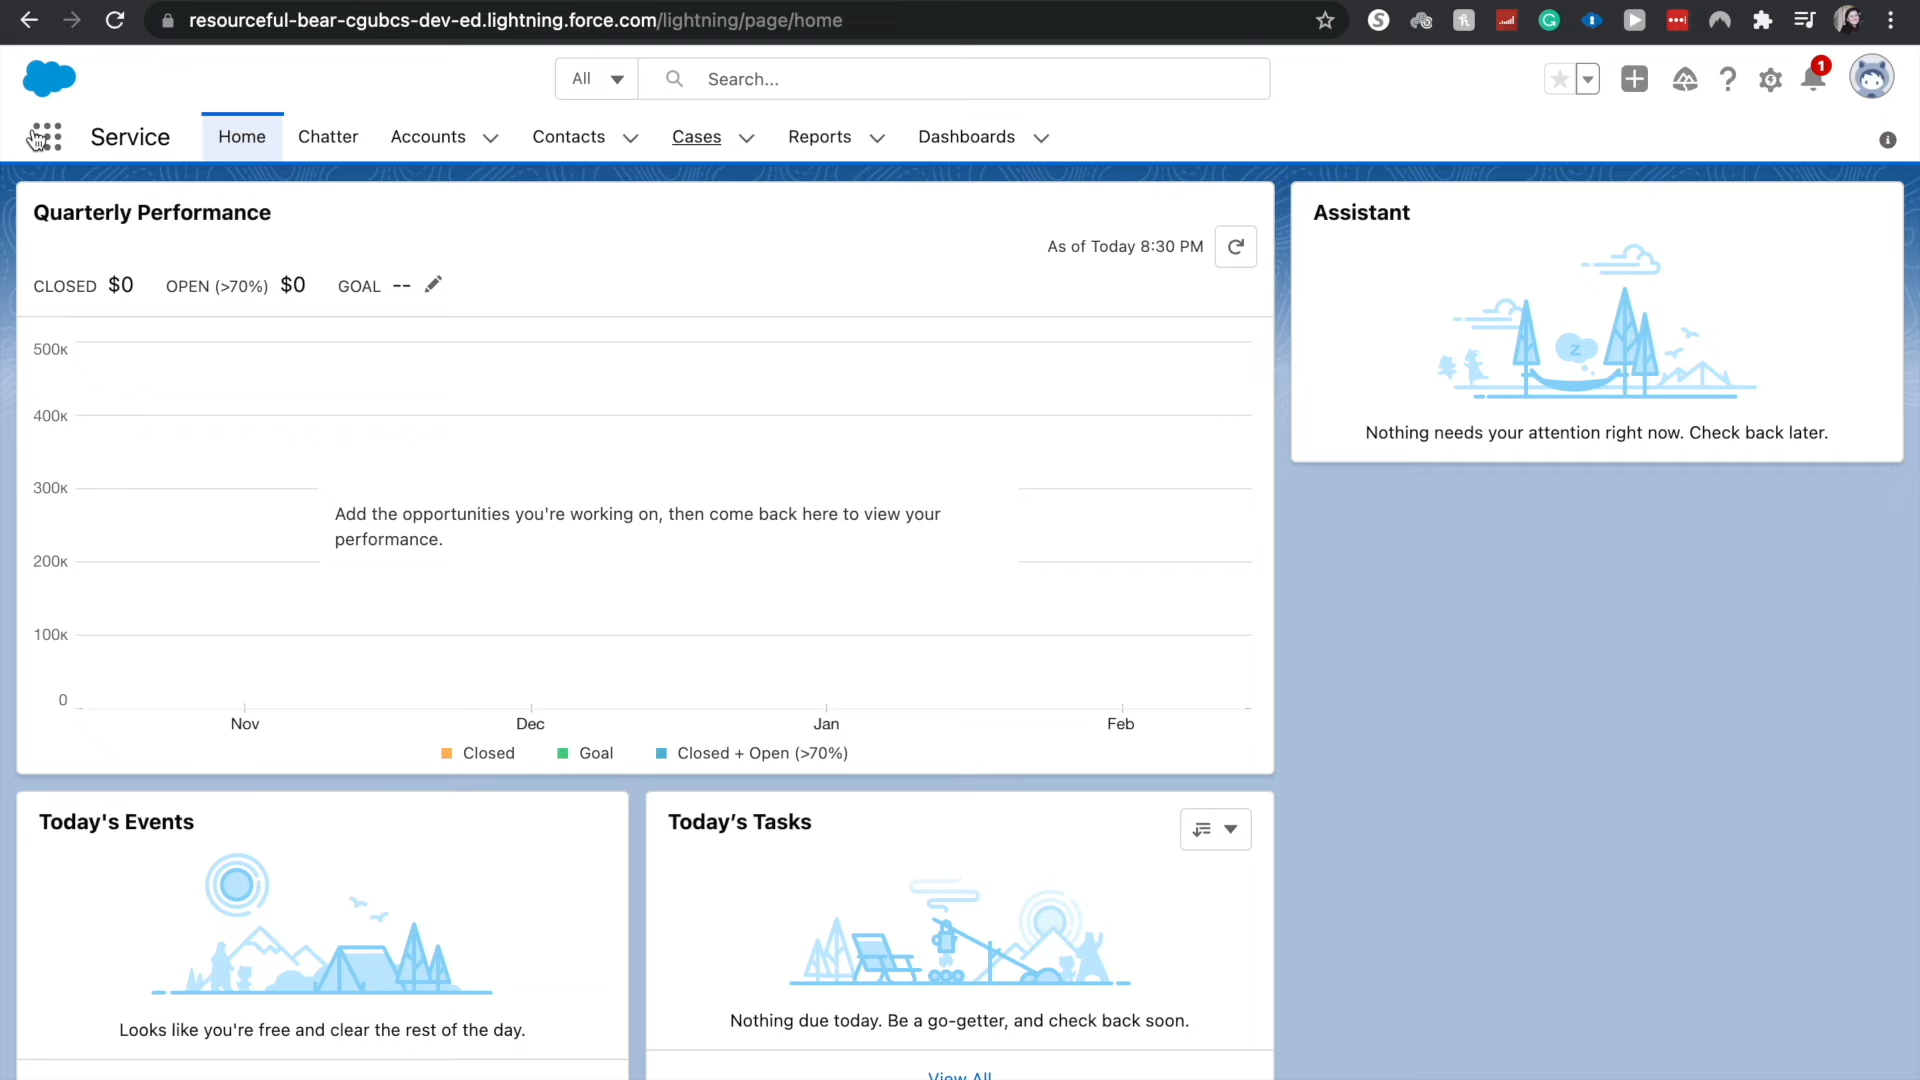 resourceful-bear-cgubcs-dev-ed.lightning.force.com/lightning/page/home
All
Search...
1
Service
Home
Chatter
Accounts
Contacts
Cases
Reports
Dashboards
Quarterly Performance
As of Today 8:30 PM
CLOSED $0 OPEN (>70%) $0 GOAL --
500K
400K
300K
200K
100K
0
Add the opportunities you're working on, then come back here to view your
performance.
Nov Dec Jan Feb
Closed Goal Closed + Open (>70%)
Assistant
z
Nothing needs your attention right now. Check back later.
Today's Events
Looks like you're free and clear the rest of the day.
Today’s Tasks
Nothing due today. Be a go-getter, and check back soon.
View All